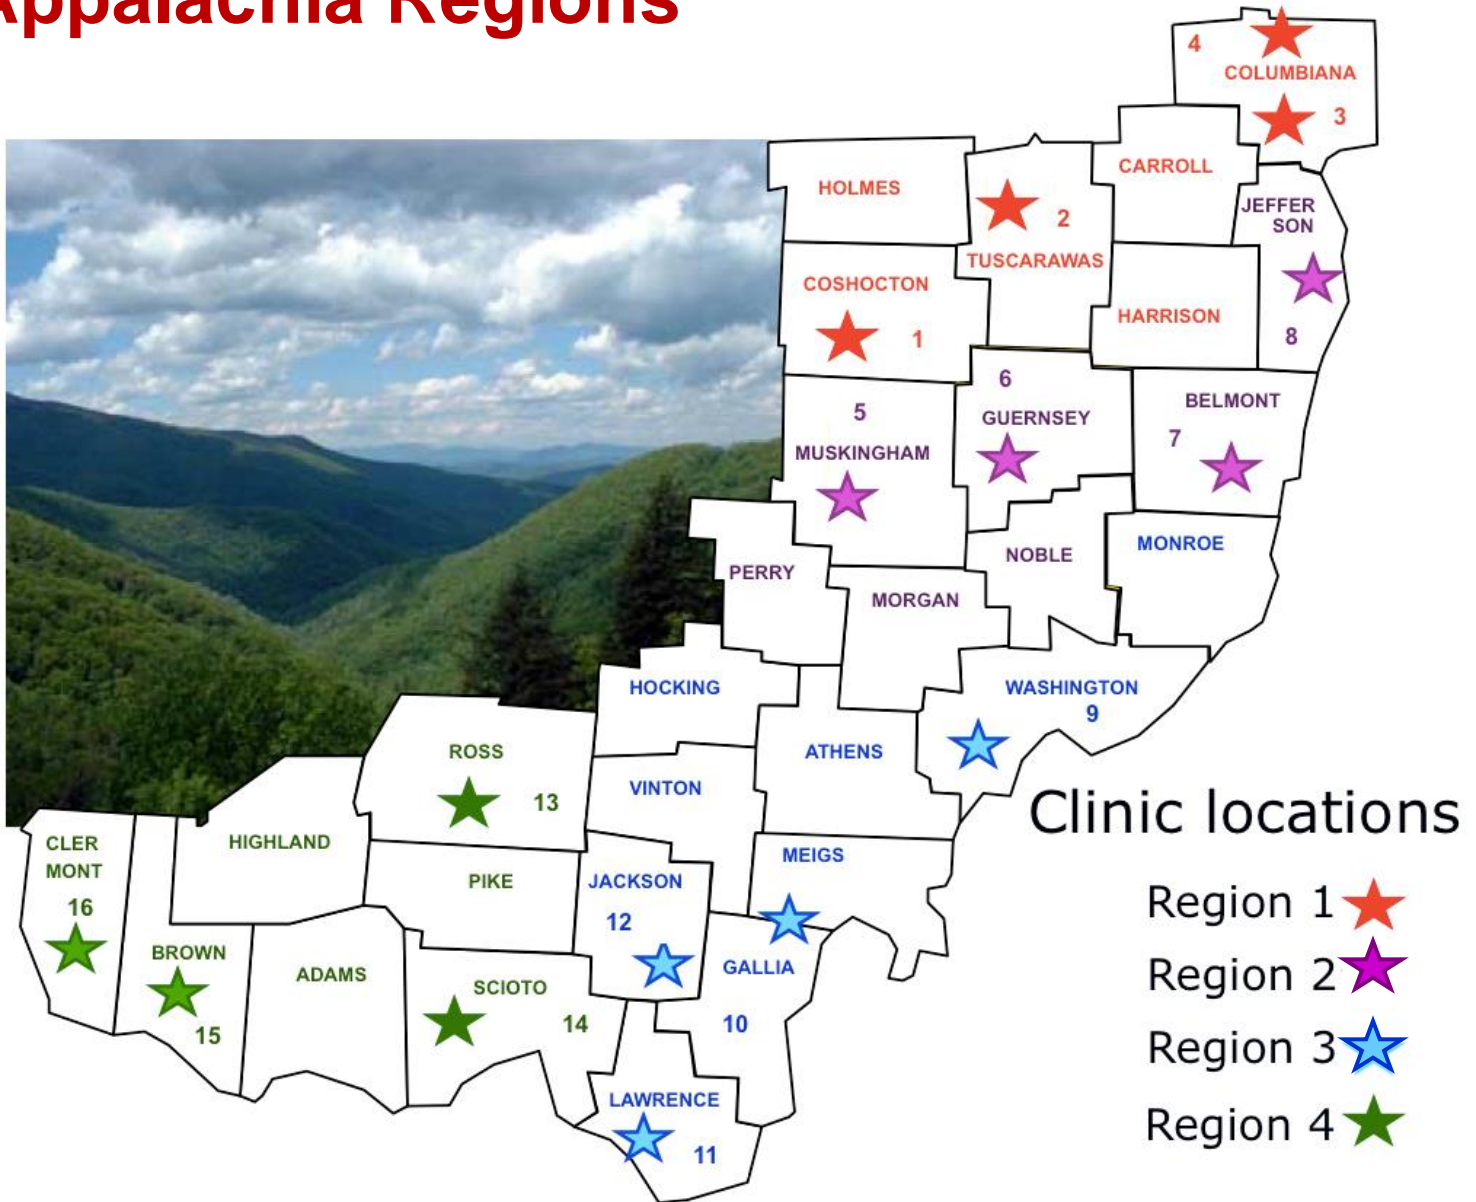 Appalachia Regions
4
COLUMBIANA
3
CARROLL
HOLMES
JEFFER
SON
2
TUSCARAWAS
COSHOCTON
HARRISON
1
8
6
BELMONT
5
GUERNSEY
7
MUSKINGHAM
MONROE
NOBLE
PERRY
MORGAN
HOCKING
WASHINGTON
9
ROSS
ATHENS
VINTON
13
Clinic locations
CLER
MONT
HIGHLAND
MEIGS
PIKE
JACKSON
16
12
Region 1
BROWN
ADAMS
GALLIA
Region 2
SCIOTO
14
10
15
Region 3
LAWRENCE
11
Region 4